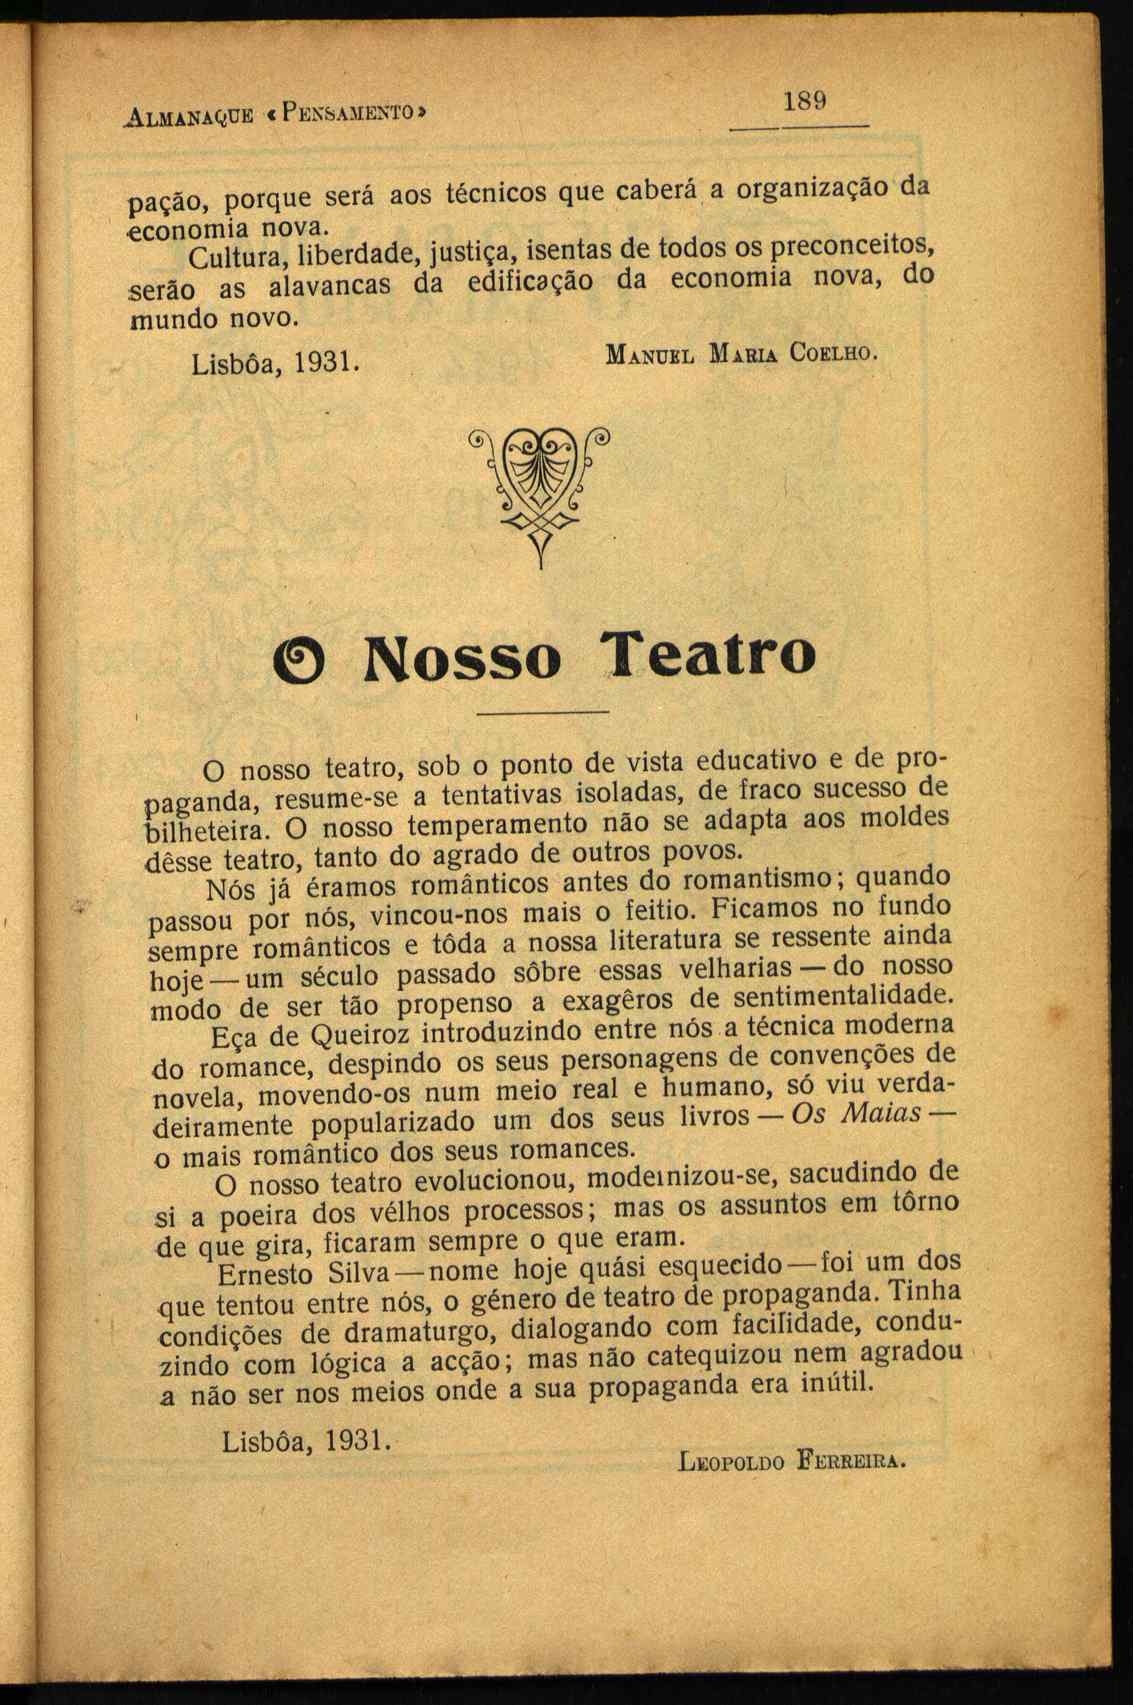 ALMANAQUE «PENSAMENTO» 189
pação, porque será aos técnicos que caberá a organização da
economia nova.
Cultura, liberdade, justiça, isentas de todos os preconceitos,
serão as alavancas da edificação da economia nova, do
mundo novo.
Lisbôa, 1931. MANUEL MARIA COELHO.
O Nosso Teatro
O nosso teatro, sob o ponto de vista educativo e de pro-
paganda, resume-se a tentativas isoladas, de fraco sucesso de
bilheteira. O nosso temperamento não se adapta aos moldes
dêsse teatro, tanto do agrado de outros povos.
Nós já éramos românticos antes do romantismo; quando
passou por nós, vincou-nos mais o feitio. Ficamos no fundo
sempre românticos e tôda a nossa literatura se ressente ainda
hoje — um século passado sôbre essas velharias — do nosso
modo de ser tão propenso a exagêros de sentimentalidade.
Eça de Queiroz introduzindo entre nós a técnica moderna
do romance, despindo os seus personagens de convenções de
novela, movendo-os num meio real e humano, só viu verda-
deiramente popularizado um dos seus livros — Os Maias —
o mais romântico dos seus romances.
O nosso teatro evolucionou, modernizou-se, sacudindo de
si a poeira dos vélhos processos; mas os assuntos em tôrno
de que gira, ficaram sempre o que eram.
Ernesto Silva — nome hoje quási esquecido — foi um dos
que tentou entre nós, o género de teatro de propaganda. Tinha
condições de dramaturgo, dialogando com facilidade, condu-
zindo com lógica a acção; mas não catequizou nem agradou
a não ser nos meios onde a sua propaganda era inútil.
Lisbôa, 1931.
LEOPOLDO FERREIRA.